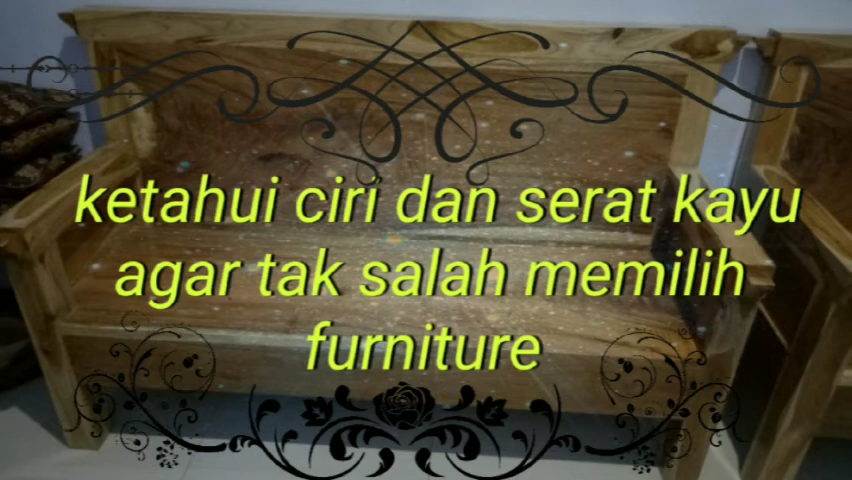 ketahui ciri dan serat kayu
agar tak salah memilih
furniture